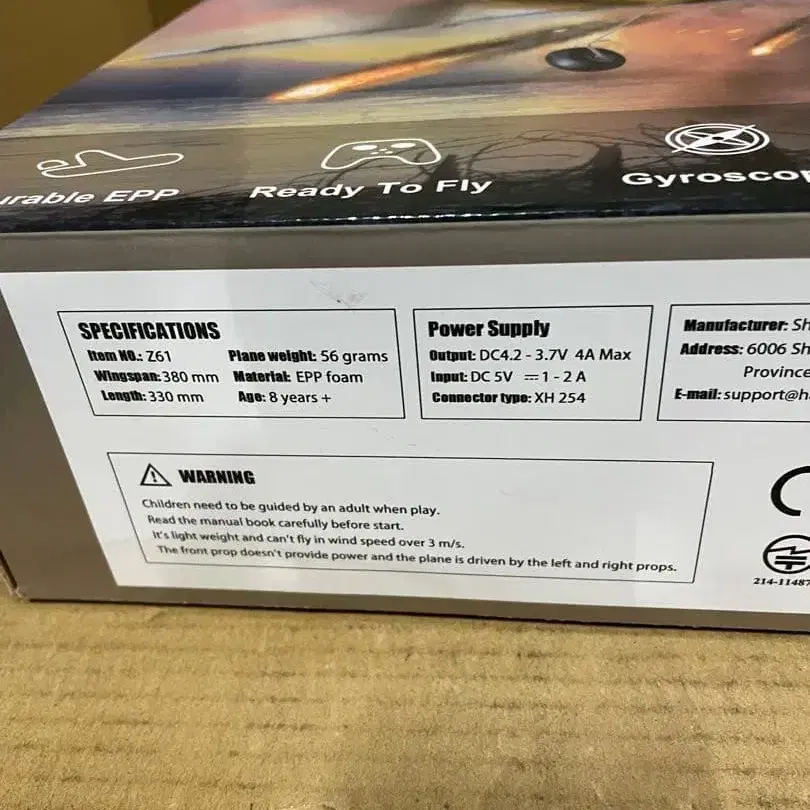 urable EPP
Ready To Fly
Gyroscop
SPECIFICATIONS
Item NO.: Z61 Plane weight: 56 grams
Wingspan: 380 mm Material: EPP foam
Length: 330 mm Age: 8 years +
Power Supply
Output: DC4.2 - 3.7V 4A Max
Input: DC 5V ⎓ 1 - 2 A
Connector type: XH 254
Manufacturer: Sh
Address: 6006 Sh
Province
E-mail: support@h
WARNING
Children need to be guided by an adult when play.
Read the manual book carefully before start.
It's light weight and can't fly in wind speed over 3 m/s.
The front prop doesn't provide power and the plane is driven by the left and right props.
214-11487